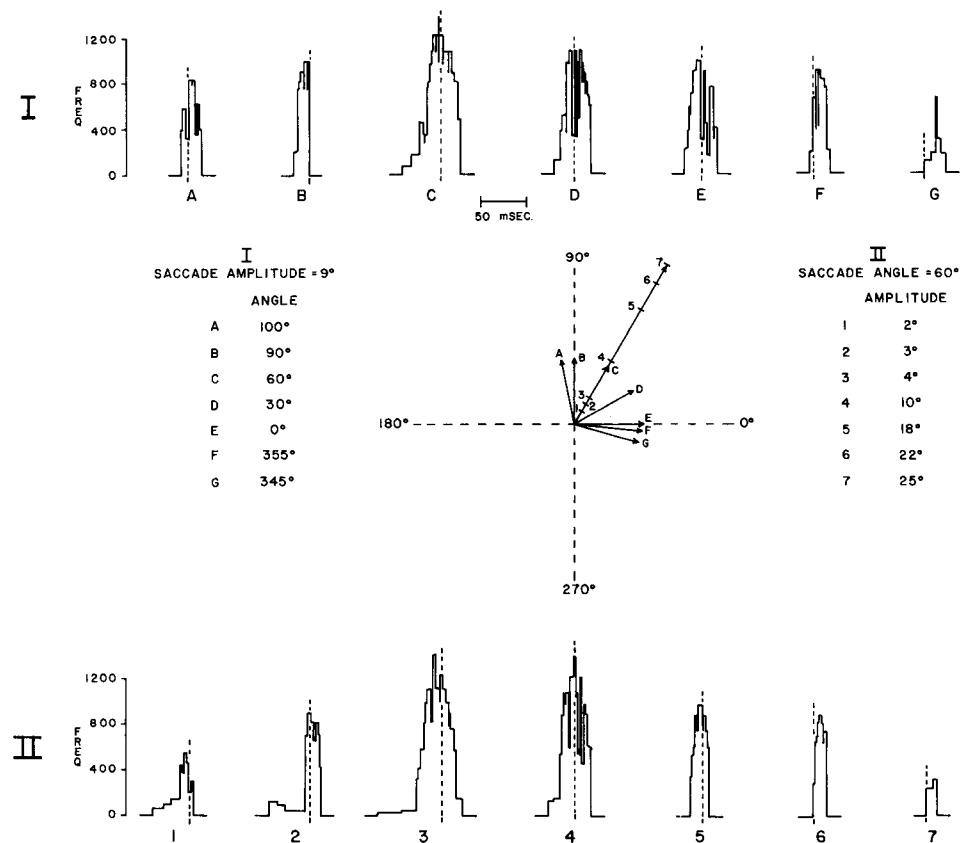 I
FREQ
1200
800
400
0
A B C D E F G
50 mSEC.
I
SACCADE AMPLITUDE = 9°
ANGLE
A 100°
B 90°
C 60°
D 30°
E 0°
F 355°
G 345°
90°
180°
0°
270°
7
6
5
4
C
A
B
D
3
2
1
E
F
G
II
SACCADE ANGLE = 60°
AMPLITUDE
1 2°
2 3°
3 4°
4 10°
5 18°
6 22°
7 25°
II
FREQ
1200
800
400
0
1 2 3 4 5 6 7